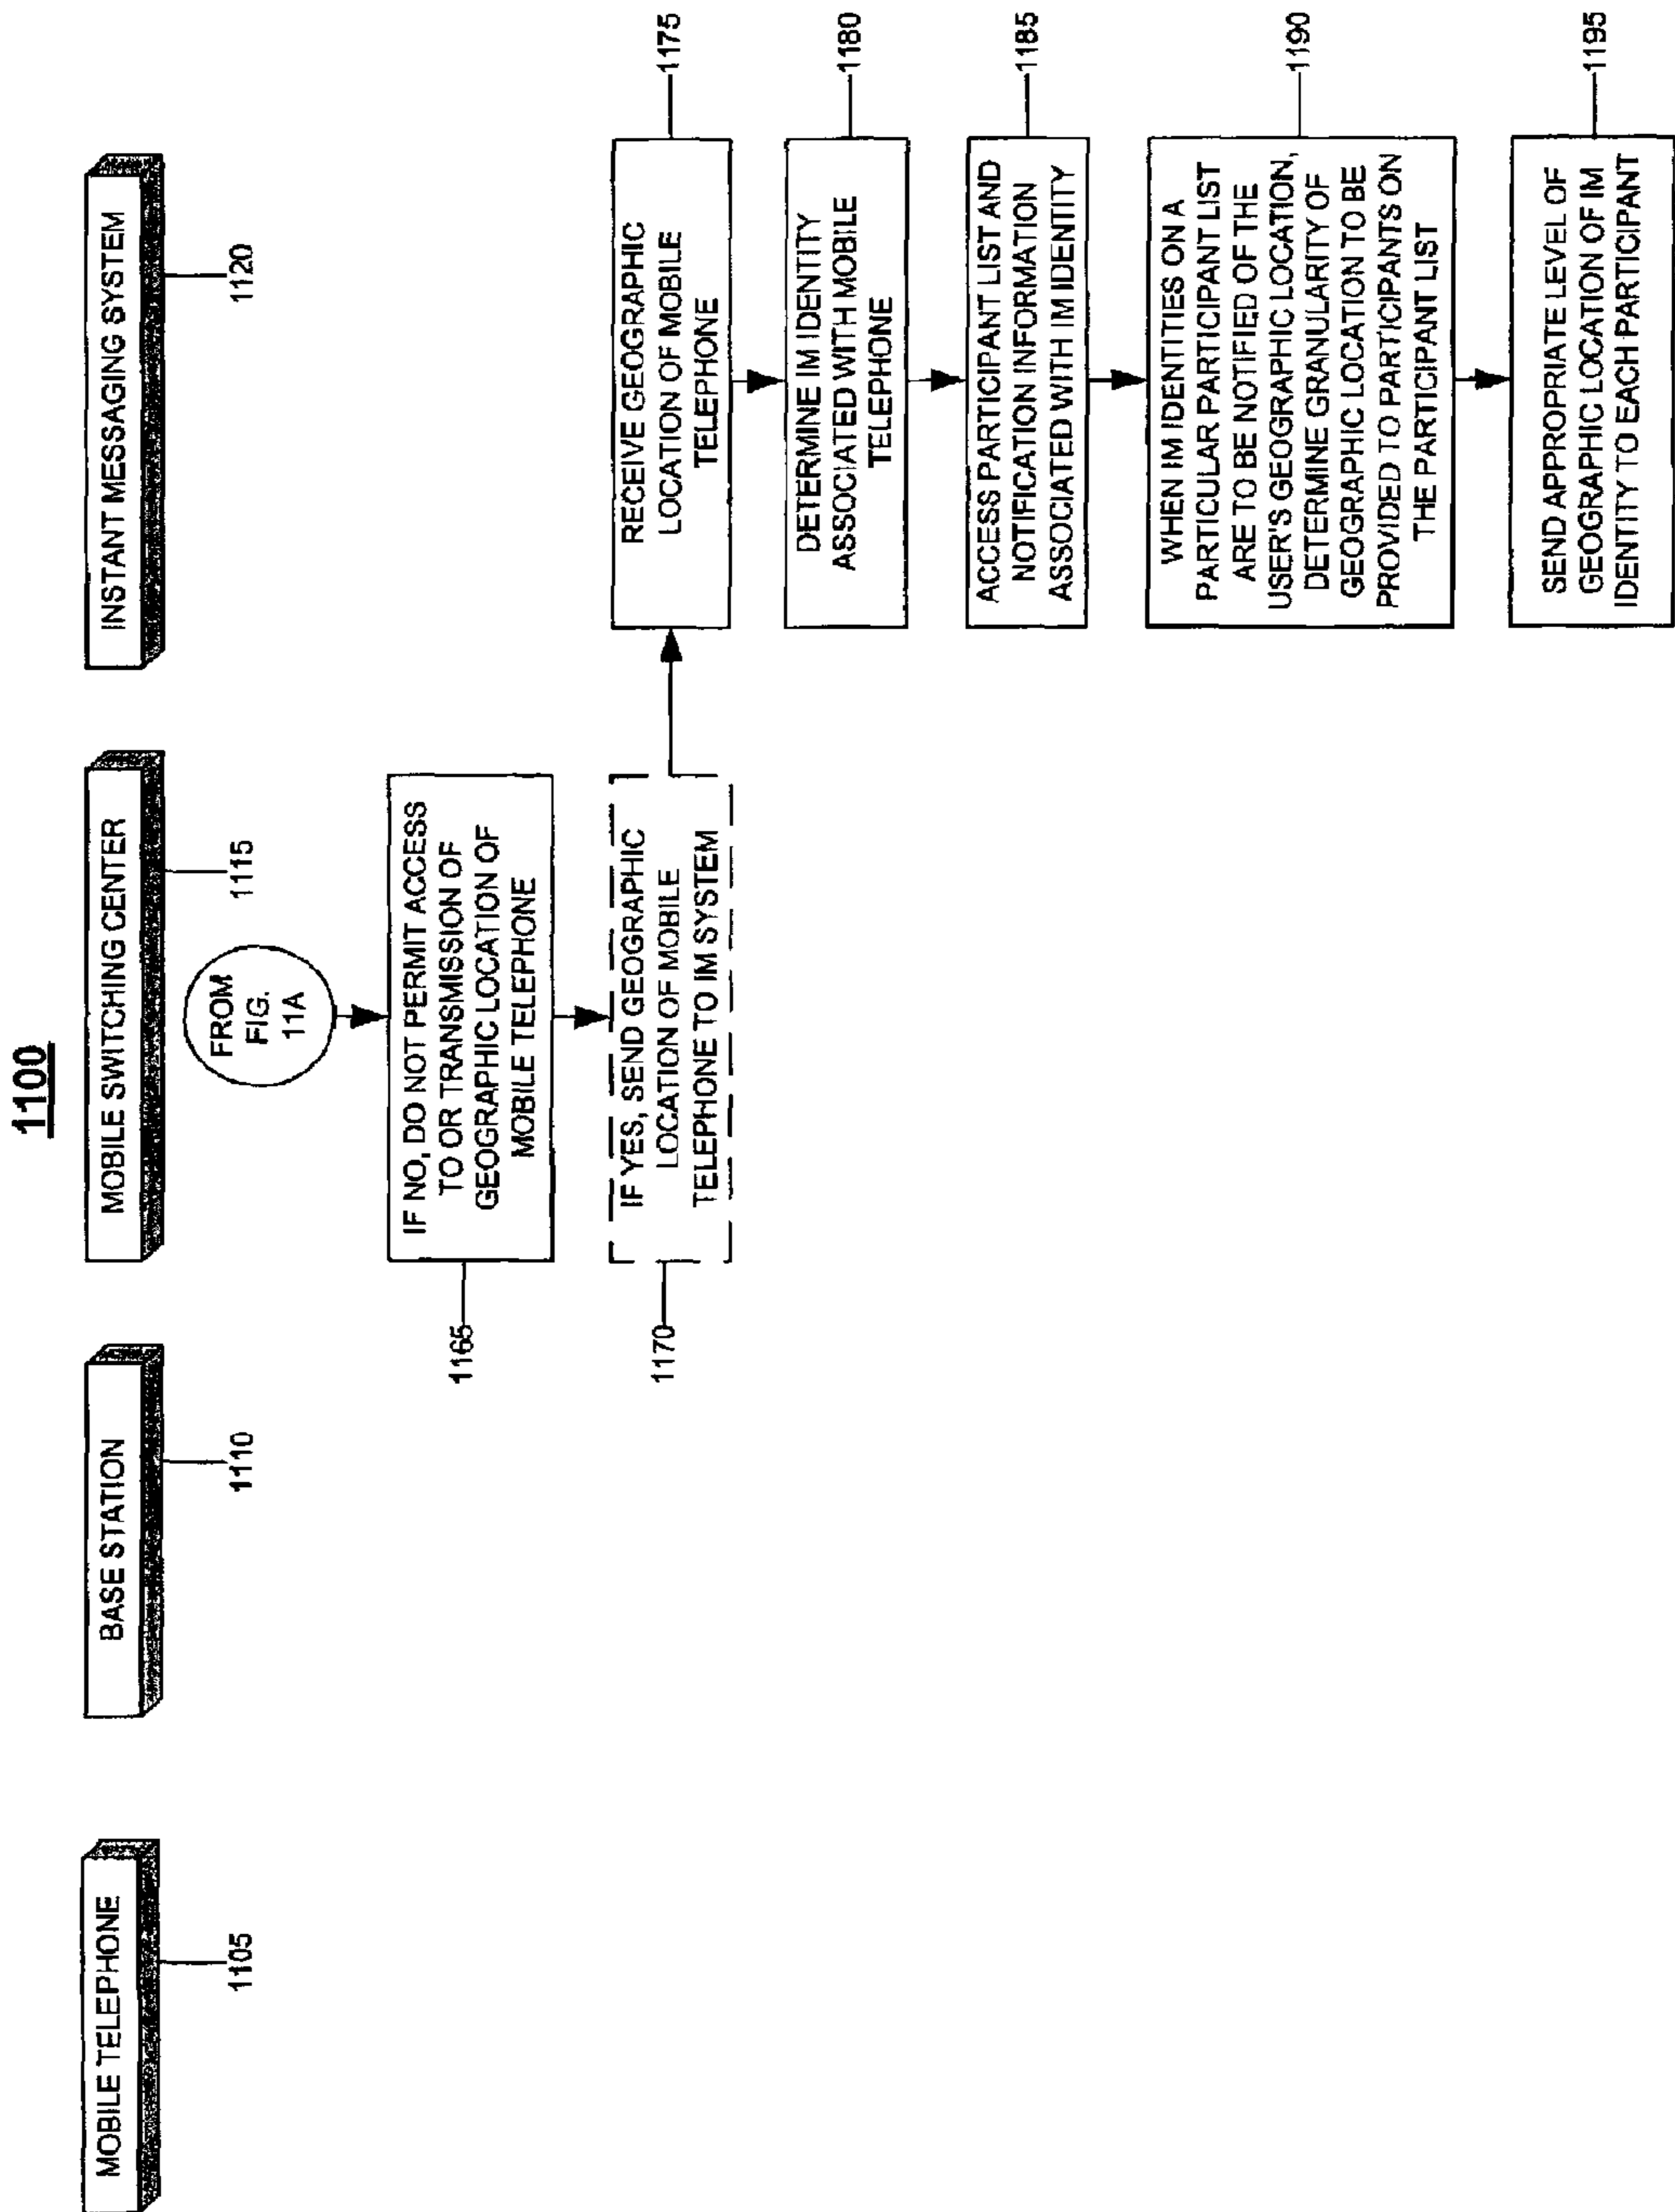 1100
MOBILE TELEPHONE
1105
BASE STATION
1110
MOBILE SWITCHING CENTER
1115
INSTANT MESSAGING SYSTEM
1120
FROM
FIG.
11A
IF NO, DO NOT PERMIT ACCESS
TO OR TRANSMISSION OF
GEOGRAPHIC LOCATION OF
MOBILE TELEPHONE
1165
IF YES, SEND GEOGRAPHIC
LOCATION OF MOBILE
TELEPHONE TO IM SYSTEM
1170
RECEIVE GEOGRAPHIC
LOCATION OF MOBILE
TELEPHONE
1175
DETERMINE IM IDENTITY
ASSOCIATED WITH MOBILE
TELEPHONE
1180
ACCESS PARTICIPANT LIST AND
NOTIFICATION INFORMATION
ASSOCIATED WITH IM IDENTITY
1185
WHEN IM IDENTITIES ON A
PARTICULAR PARTICIPANT LIST
ARE TO BE NOTIFIED OF THE
USER'S GEOGRAPHIC LOCATION,
DETERMINE GRANULARITY OF
GEOGRAPHIC LOCATION TO BE
PROVIDED TO PARTICIPANTS ON
THE PARTICIPANT LIST
1190
SEND APPROPRIATE LEVEL OF
GEOGRAPHIC LOCATION OF IM
IDENTITY TO EACH PARTICIPANT
1195